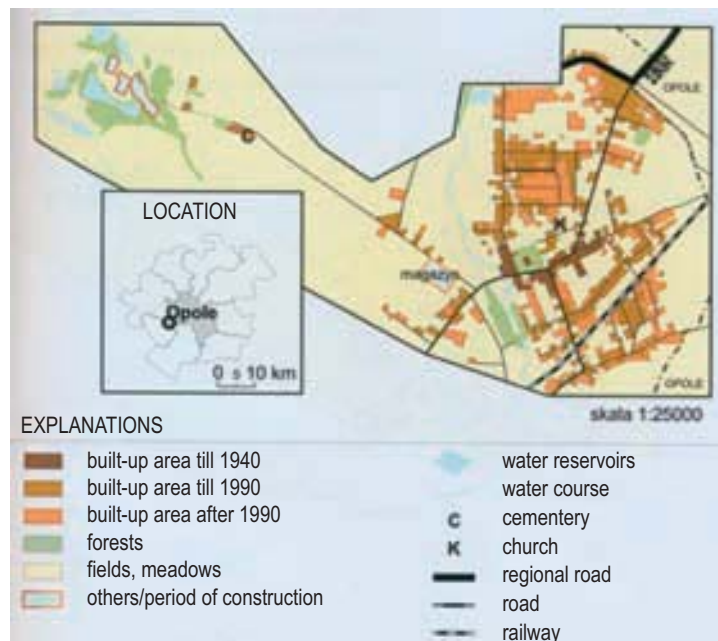 OPOLE
C
LOCATION
K
magazyn
Opole
0 5 10 km
OPOLE
skala 1:25000
EXPLANATIONS
built-up area till 1940
built-up area till 1990
built-up area after 1990
forests
fields, meadows
others/period of construction
water reservoirs
water course
C cementery
K church
regional road
road
railway